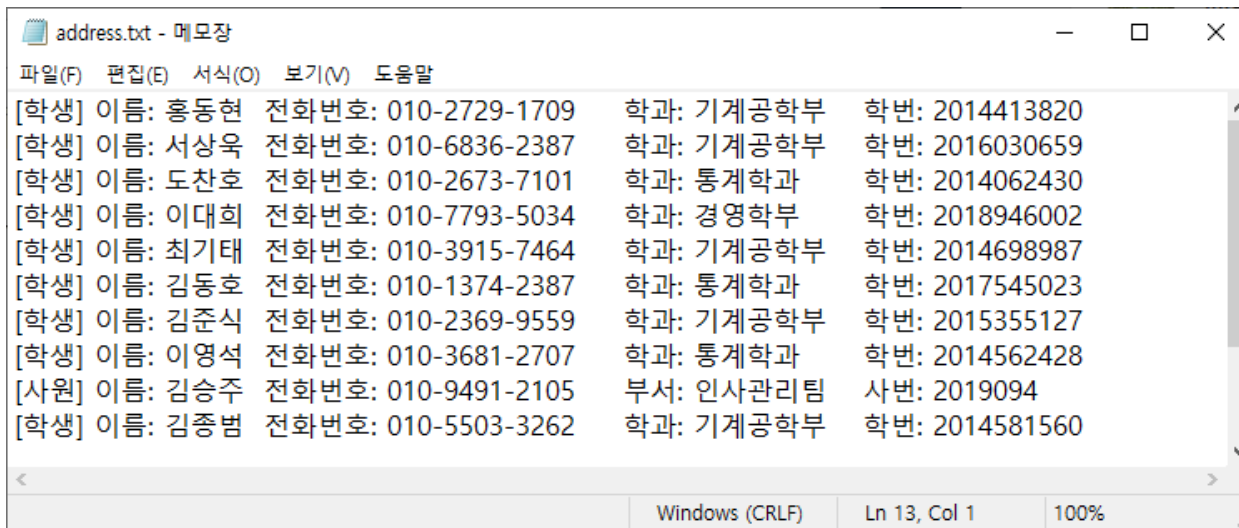 address.txt - 메모장
파일(F) 편집(E) 서식(O) 보기(V) 도움말
[학생] 이름: 홍동현 전화번호: 010-2729-1709 학과: 기계공학부 학번: 2014413820
[학생] 이름: 서상욱 전화번호: 010-6836-2387 학과: 기계공학부 학번: 2016030659
[학생] 이름: 도찬호 전화번호: 010-2673-7101 학과: 통계학과 학번: 2014062430
[학생] 이름: 이대희 전화번호: 010-7793-5034 학과: 경영학부 학번: 2018946002
[학생] 이름: 최기태 전화번호: 010-3915-7464 학과: 기계공학부 학번: 2014698987
[학생] 이름: 김동호 전화번호: 010-1374-2387 학과: 통계학과 학번: 2017545023
[학생] 이름: 김준식 전화번호: 010-2369-9559 학과: 기계공학부 학번: 2015355127
[학생] 이름: 이영석 전화번호: 010-3681-2707 학과: 통계학과 학번: 2014562428
[사원] 이름: 김승주 전화번호: 010-9491-2105 부서: 인사관리팀 사번: 2019094
[학생] 이름: 김종범 전화번호: 010-5503-3262 학과: 기계공학부 학번: 2014581560
Windows (CRLF) Ln 13, Col 1 100%